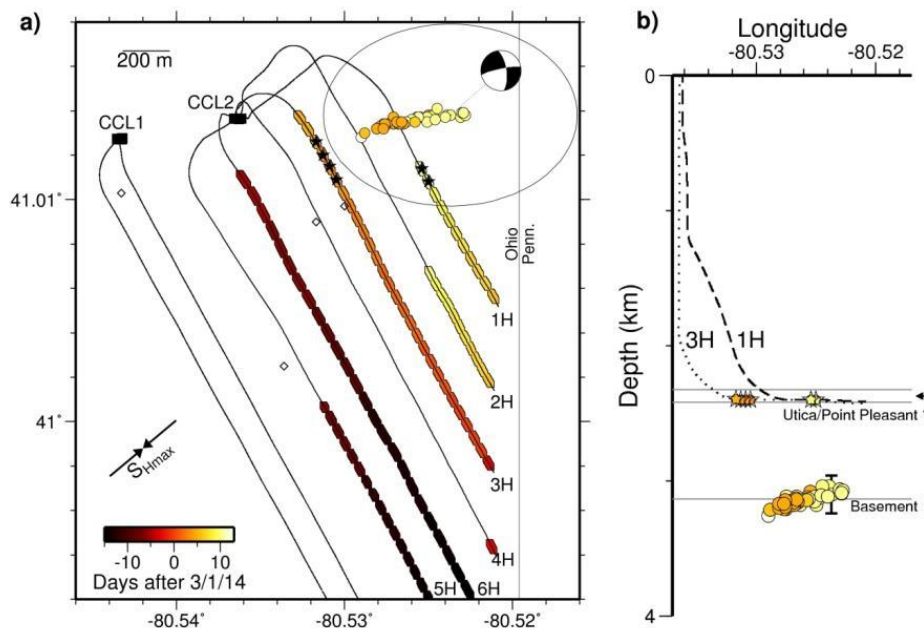 a)
200 m
CCL1
CCL2
41.01°
41°
Ohio
Penn.
1H
2H
3H
4H
5H
6H
SHmax
-10 0 10
Days after 3/1/14
-80.54° -80.53° -80.52°
b)
Longitude
-80.53 -80.52
0
Depth (km)
3H
1H
Utica/Point Pleasant
Basement
4